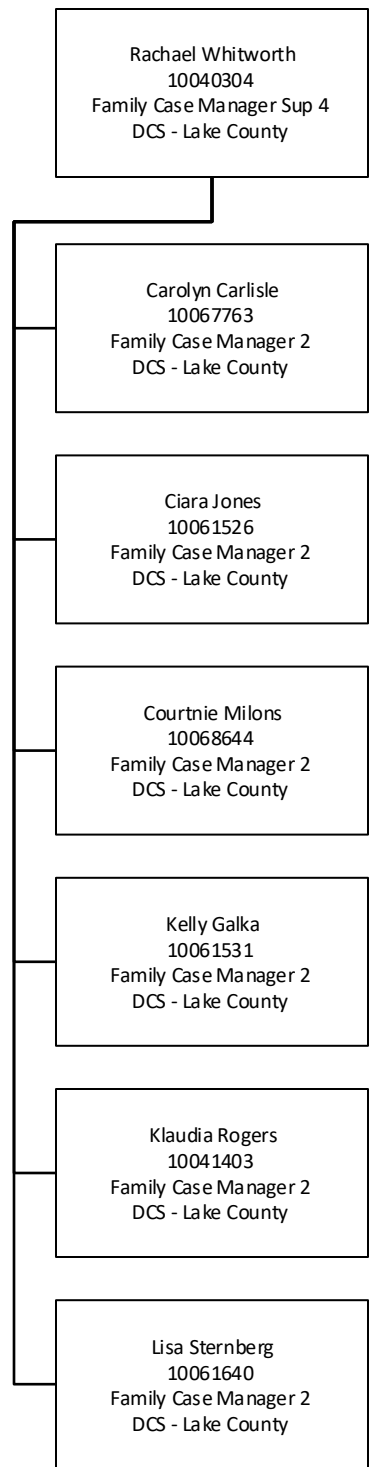 Rachael Whitworth
10040304
Family Case Manager Sup 4
DCS - Lake County
Carolyn Carlisle
10067763
Family Case Manager 2
DCS - Lake County
Ciara Jones
10061526
Family Case Manager 2
DCS - Lake County
Courtnie Milons
10068644
Family Case Manager 2
DCS - Lake County
Kelly Galka
10061531
Family Case Manager 2
DCS - Lake County
Klaudia Rogers
10041403
Family Case Manager 2
DCS - Lake County
Lisa Sternberg
10061640
Family Case Manager 2
DCS - Lake County